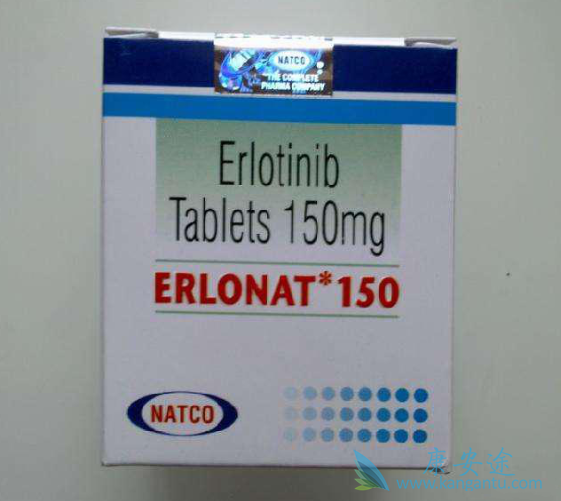 NATCO
THE COMPLETE
PHARMA COMPANY
Erlotinib
Tablets 150mg
ERLONAT* 150
NATCO
康安途